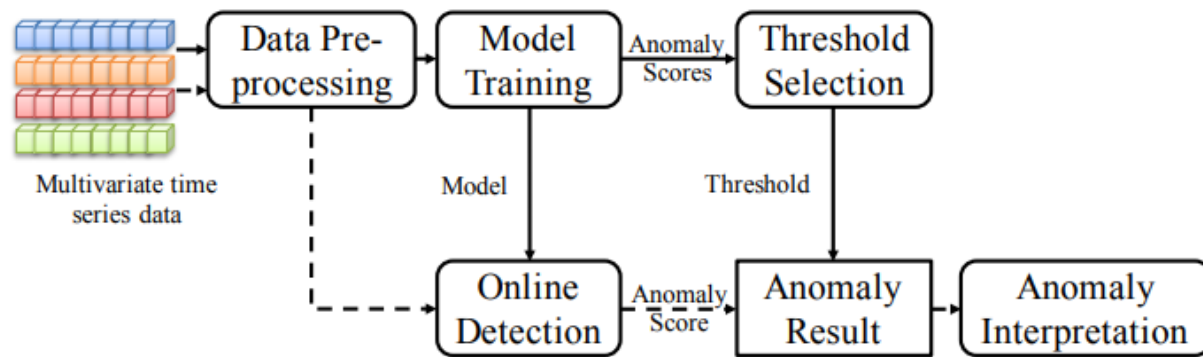 Data Pre-
processing
Model
Training
Anomaly
Scores
Threshold
Selection
Multivariate time
series data
Model
Threshold
Online
Detection
Anomaly
Score
Anomaly
Result
Anomaly
Interpretation